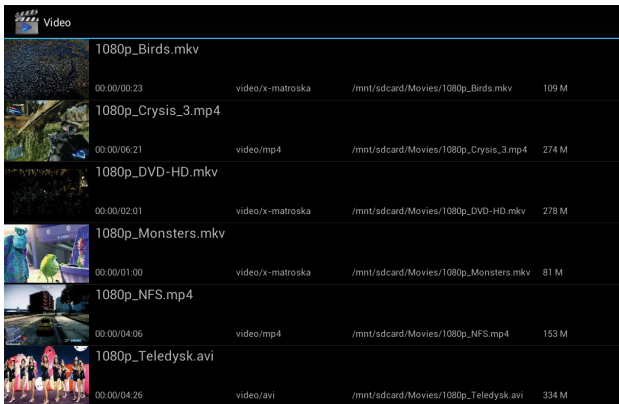 Video
1080p_Birds.mkv
00:00/00:23 video/x-matroska /mnt/sdcard/Movies/1080p_Birds.mkv 109 M
1080p_Crysis_3.mp4
00:00/06:21 video/mp4 /mnt/sdcard/Movies/1080p_Crysis_3.mp4 274 M
1080p_DVD-HD.mkv
00:00/02:01 video/x-matroska /mnt/sdcard/Movies/1080p_DVD-HD.mkv 278 M
1080p_Monsters.mkv
00:00/01:00 video/x-matroska /mnt/sdcard/Movies/1080p_Monsters.mkv 81 M
1080p_NFS.mp4
00:00/04:06 video/mp4 /mnt/sdcard/Movies/1080p_NFS.mp4 153 M
1080p_Teledysk.avi
00:00/04:26 video/avi /mnt/sdcard/Movies/1080p_Teledysk.avi 334 M